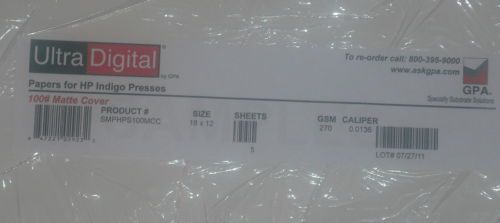 Ultra Digital®
by GPA
Papers for HP Indigo Presses
100# Matte Cover
To re-order call: 800-395-9000
www.askgpa.com
GPA.
Specialty Substrate Solutions
PRODUCT # SIZE SHEETS GSM CALIPER
SMPHPS100MCC 18 x 12 270 0.0136
5
LOT# 07/27/11